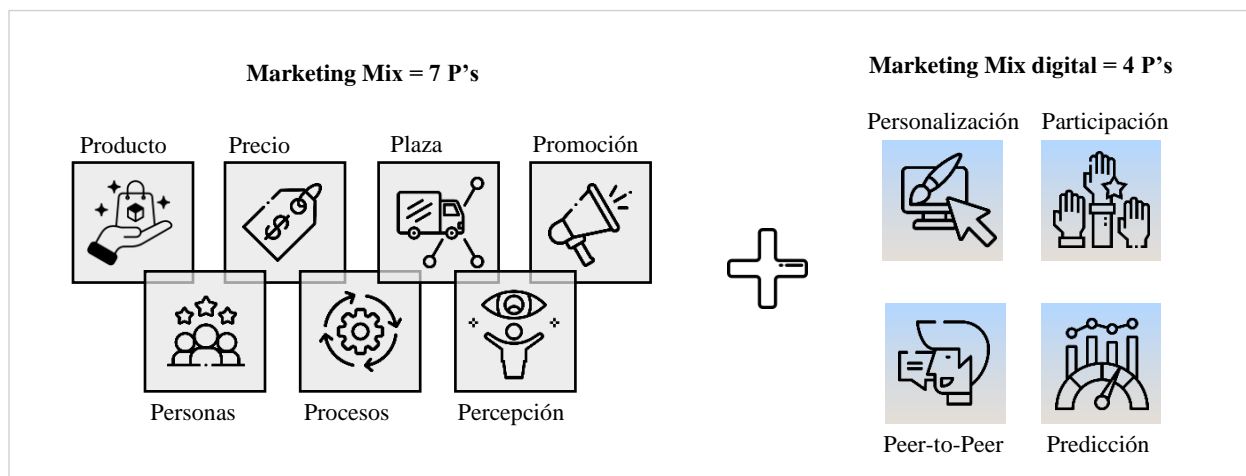 Marketing Mix = 7 P’s
Producto
Precio
Plaza
Promoción
$
Personas
Procesos
Percepción
Marketing Mix digital = 4 P’s
Personalización
Participación
Peer-to-Peer
Predicción